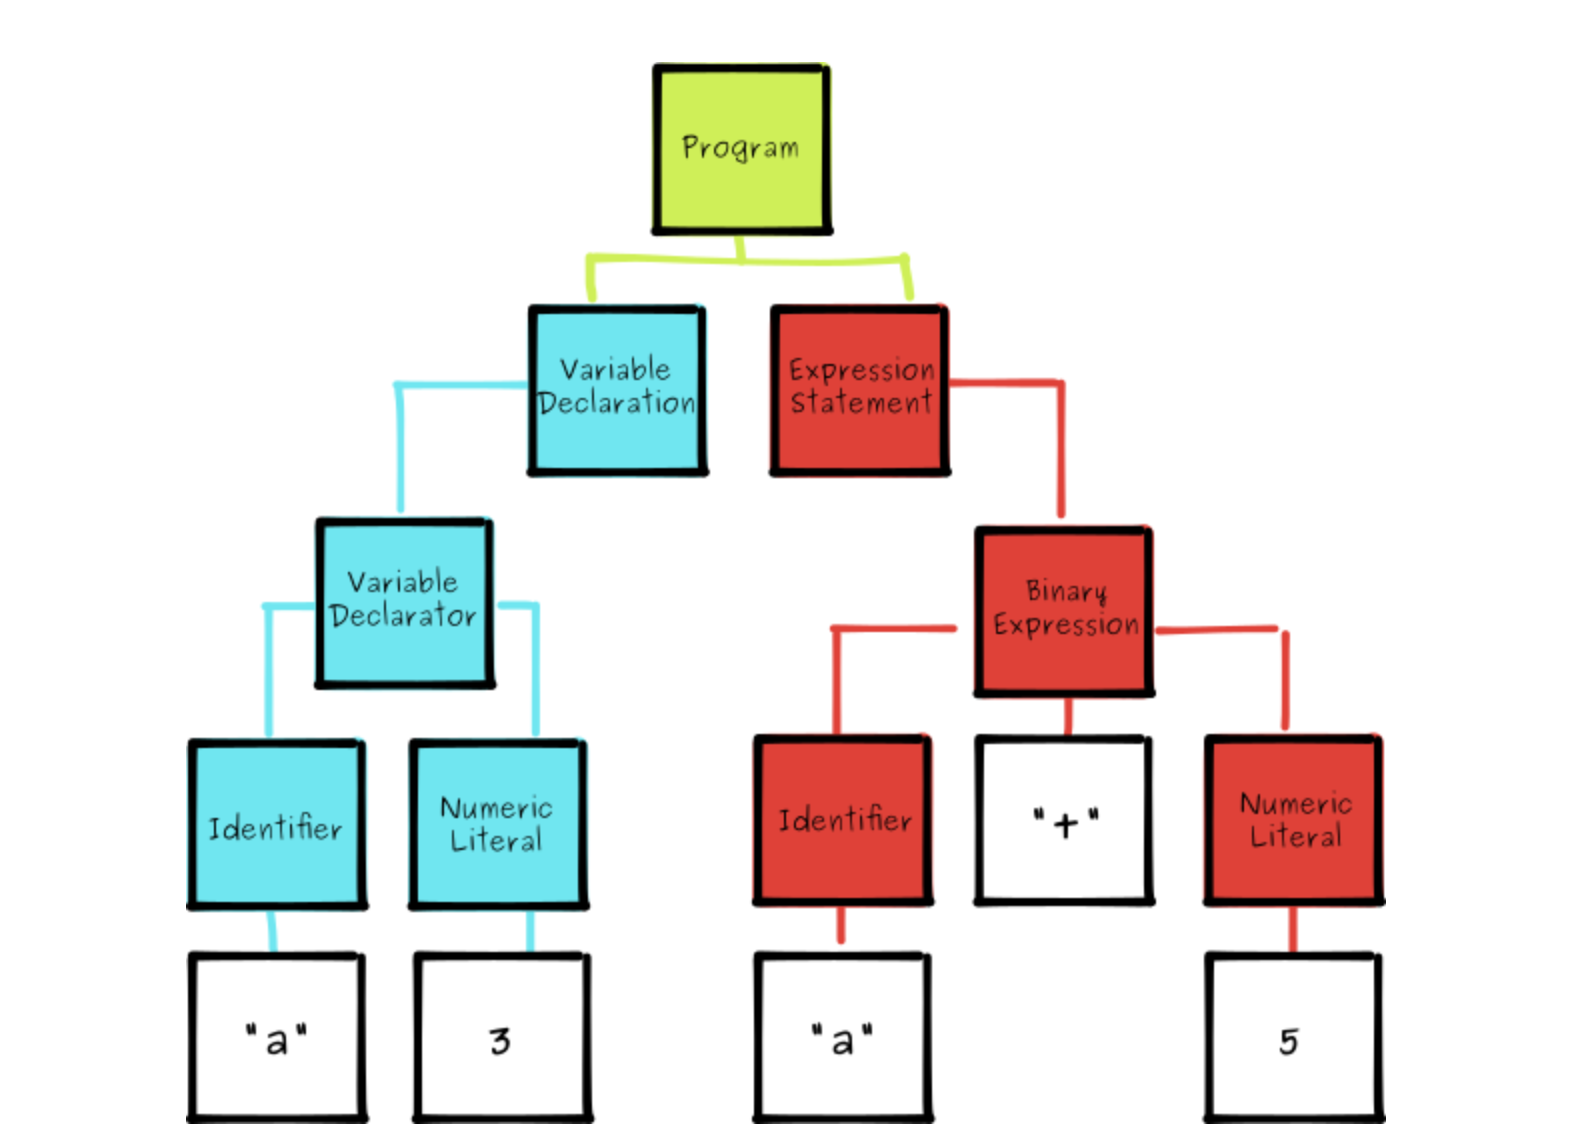 Program
Variable
Declaration
Expression
Statement
Variable
Declarator
Binary
Expression
Identifier
Numeric
Literal
Identifier
"+"
Numeric
Literal
"a"
3
"a"
5